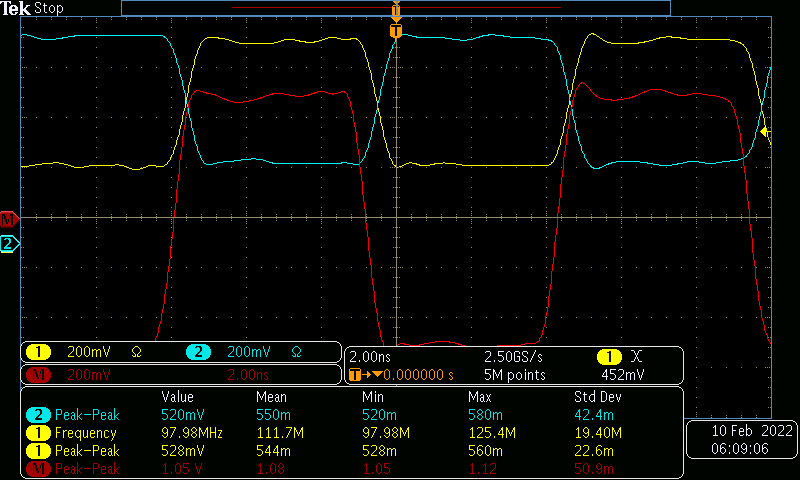 Tek Stop
T
T
M
2
1 200mV Ω 2 200mV Ω
M 200mV 2.00ns
2.00ns 2.50GS/s 1 X
T→▼0.000000 s 5M points 452mV
Value Mean Min Max Std Dev
2 Peak-Peak 520mV 550m 520m 580m 42.4m
1 Frequency 97.98MHz 111.7M 97.98M 125.4M 19.40M
1 Peak-Peak 528mV 544m 528m 560m 22.6m
M Peak-Peak 1.05 V 1.08 1.05 1.12 50.9m
10 Feb 2022
06:09:06